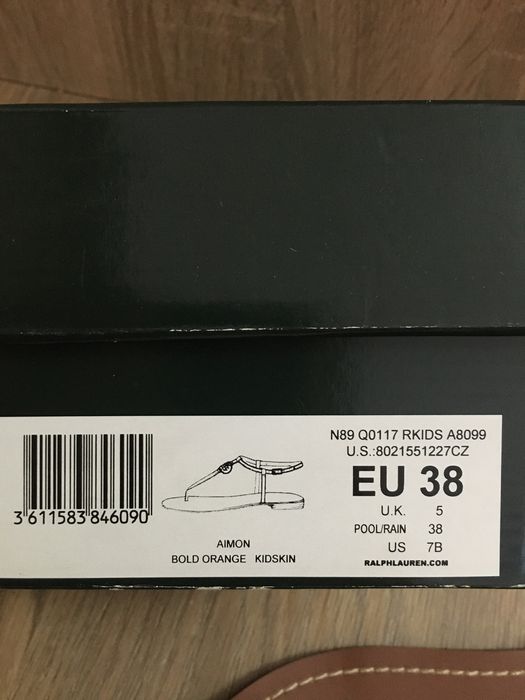 N89 Q0117 RKIDS A8099
U.S.:8021551227CZ
EU 38
U.K. 5
POOL/RAIN 38
US 7B
RALPHLAUREN.COM
3 611583 846090
AIMON
BOLD ORANGE KIDSKIN